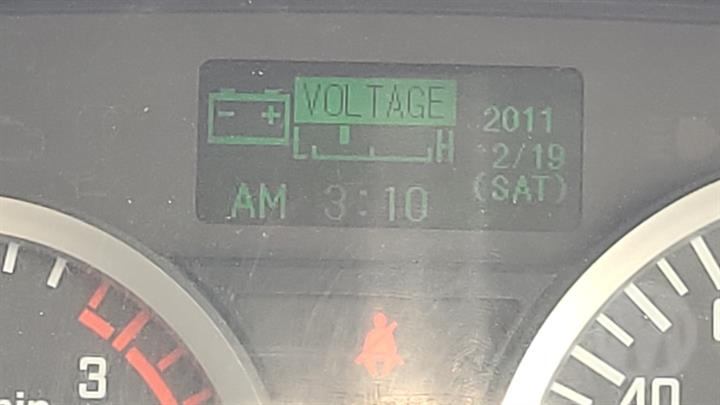 VOLTAGE
- +
L H
2011
2/19
(SAT)
AM 3:10
3
40